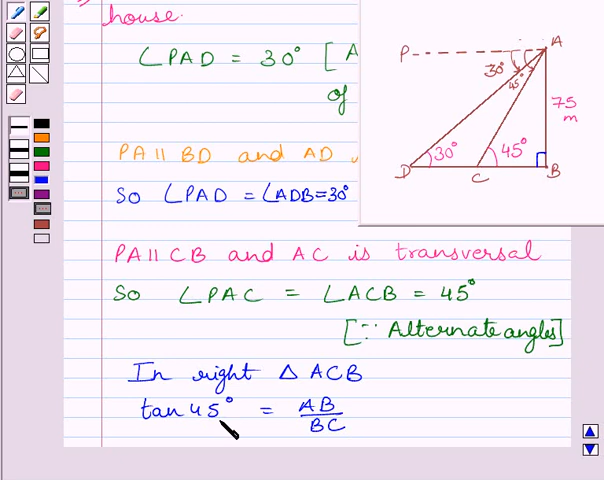 house.
∠PAD = 30° [ A
of
PA || BD and AD
So ∠PAD = ∠ADB = 30°
PA || CB and AC is transversal
So ∠PAC = ∠ACB = 45°
[∵ Alternate angles]
In right △ ACB
tan 45° = AB/BC
P A
30° 45°
75 m
30° 45°
D C B